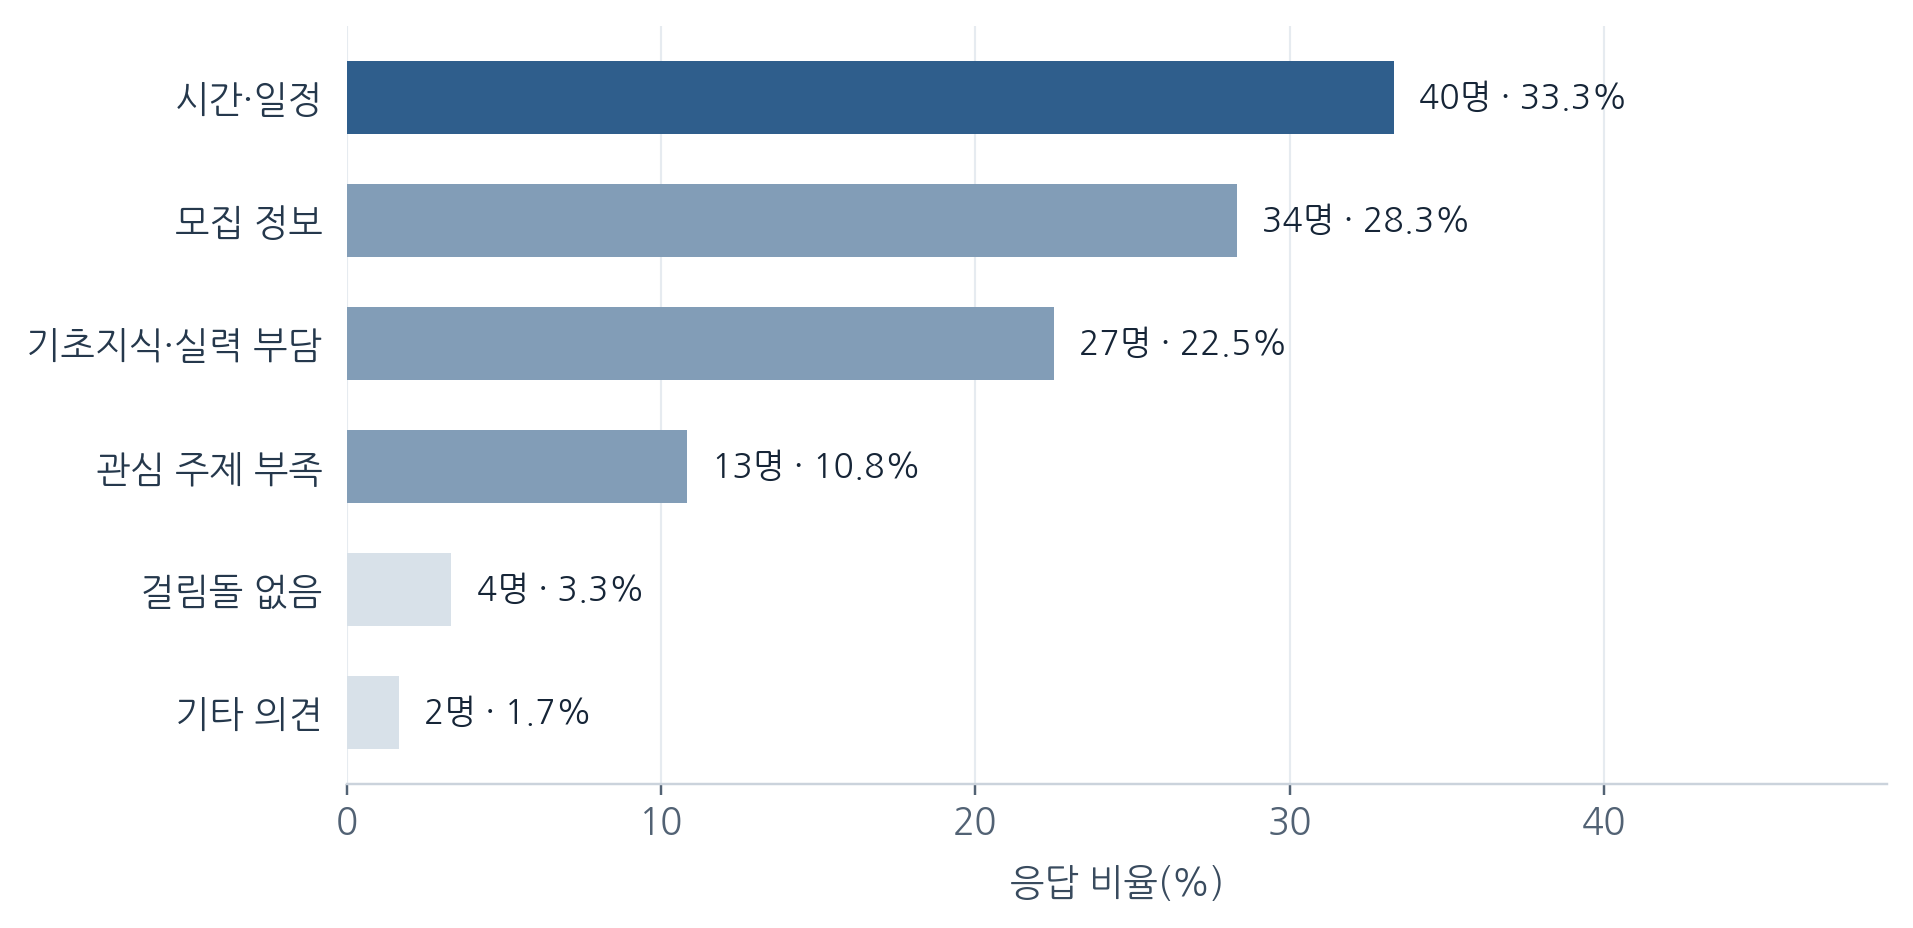 시간·일정 40명 · 33.3%
모집 정보 34명 · 28.3%
기초지식·실력 부담 27명 · 22.5%
관심 주제 부족 13명 · 10.8%
걸림돌 없음 4명 · 3.3%
기타 의견 2명 · 1.7%
0 10 20 30 40
응답 비율(%)